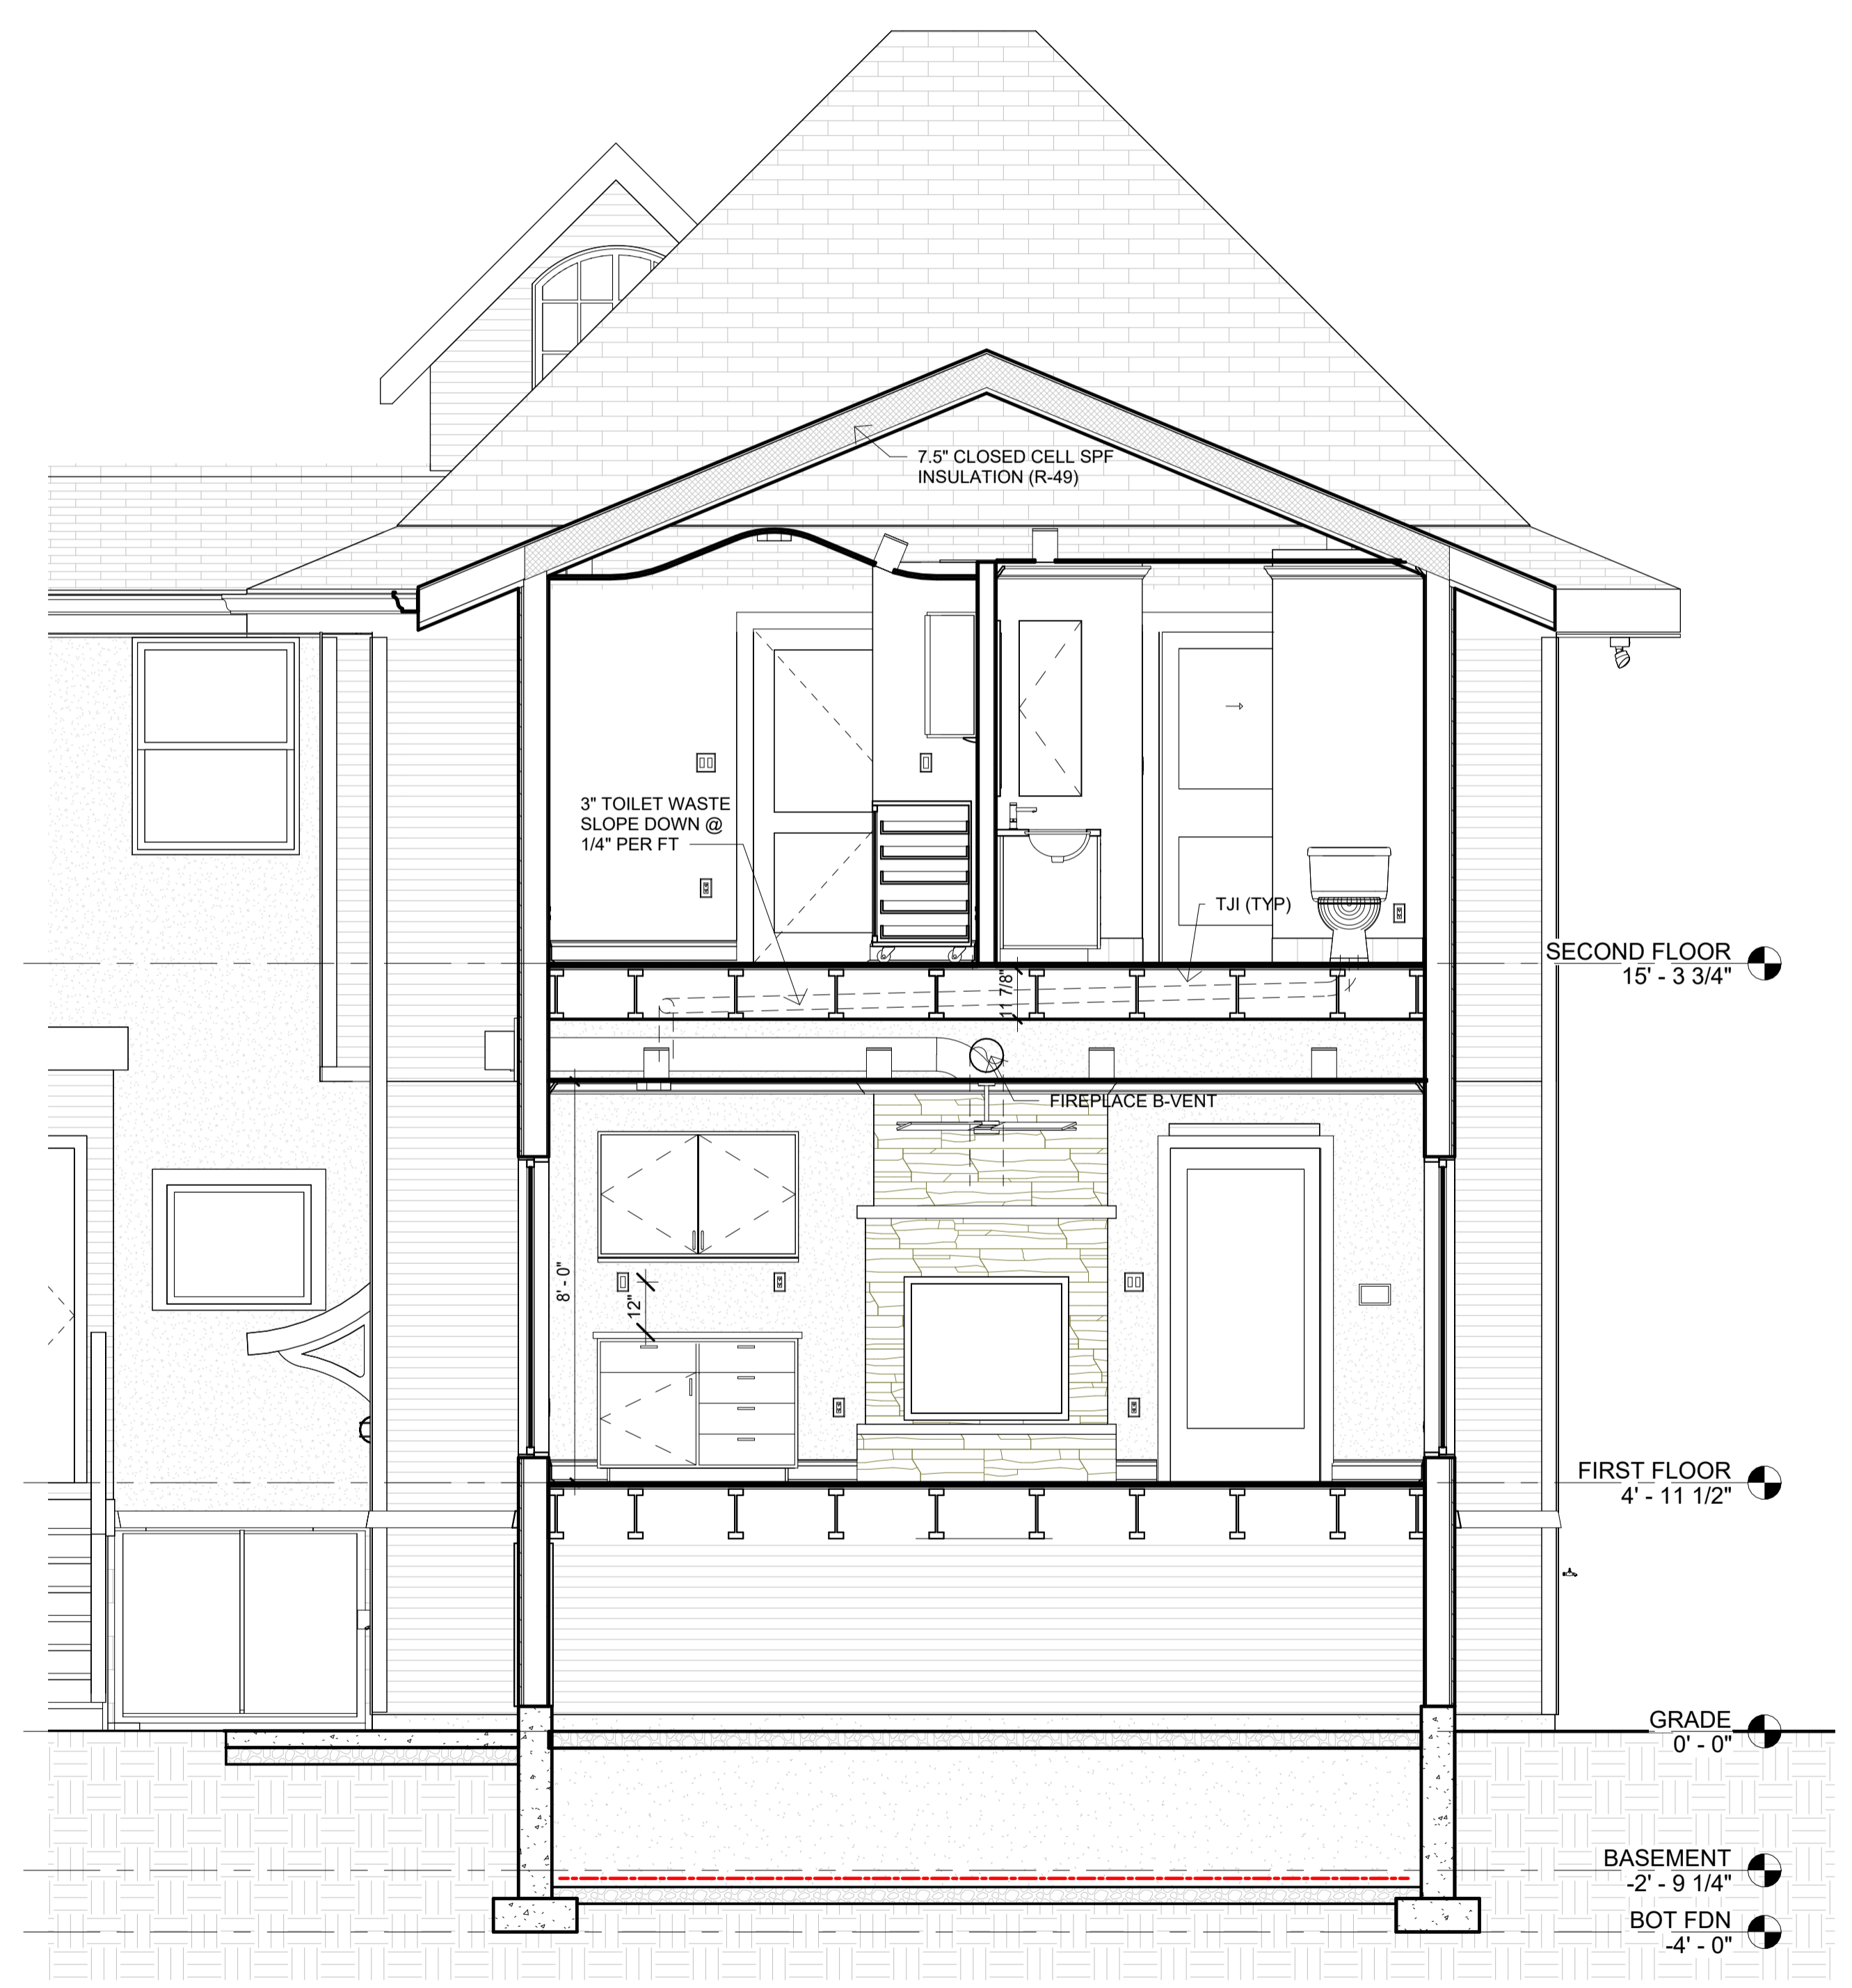 7.5" CLOSED CELL SPF
INSULATION (R-49)
3" TOILET WASTE
SLOPE DOWN @
1/4" PER FT
TJI (TYP)
SECOND FLOOR
15' - 3 3/4"
11 7/8"
FIREPLACE B-VENT
8' - 0"
12"
FIRST FLOOR
4' - 11 1/2"
GRADE
0' - 0"
BASEMENT
-2' - 9 1/4"
BOT FDN
-4' - 0"